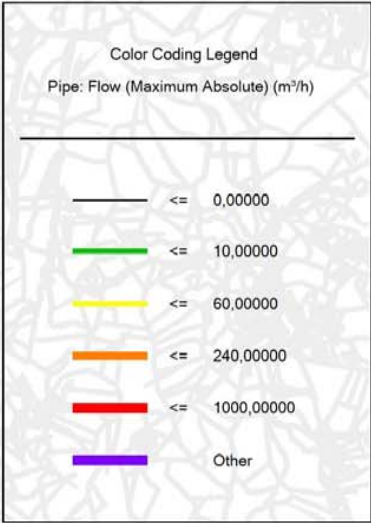 Color Coding Legend
Pipe: Flow (Maximum Absolute) (m³/h)
<= 0,00000
<= 10,00000
<= 60,00000
<= 240,00000
<= 1000,00000
Other